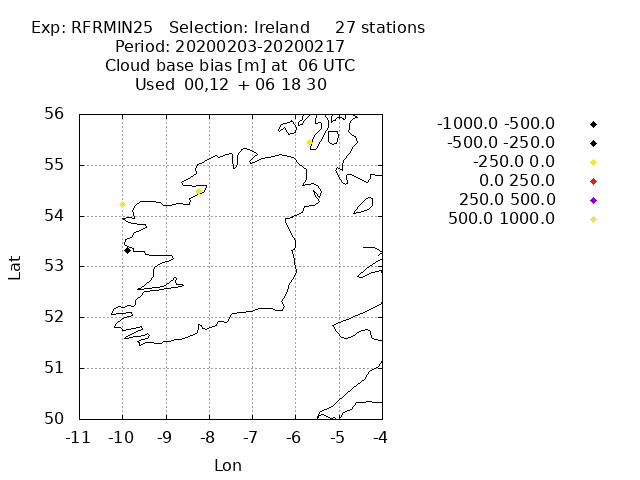 Exp: RFRMIN25   Selection: Ireland     27 stations
Period: 20200203-20200217
Cloud base bias [m] at  06 UTC
Used  00,12  + 06 18 30
-1000.0 -500.0
-500.0 -250.0
-250.0 0.0
0.0 250.0
250.0 500.0
500.0 1000.0
56
55
54
53
52
51
50
Lat
-11 -10 -9 -8 -7 -6 -5 -4
Lon